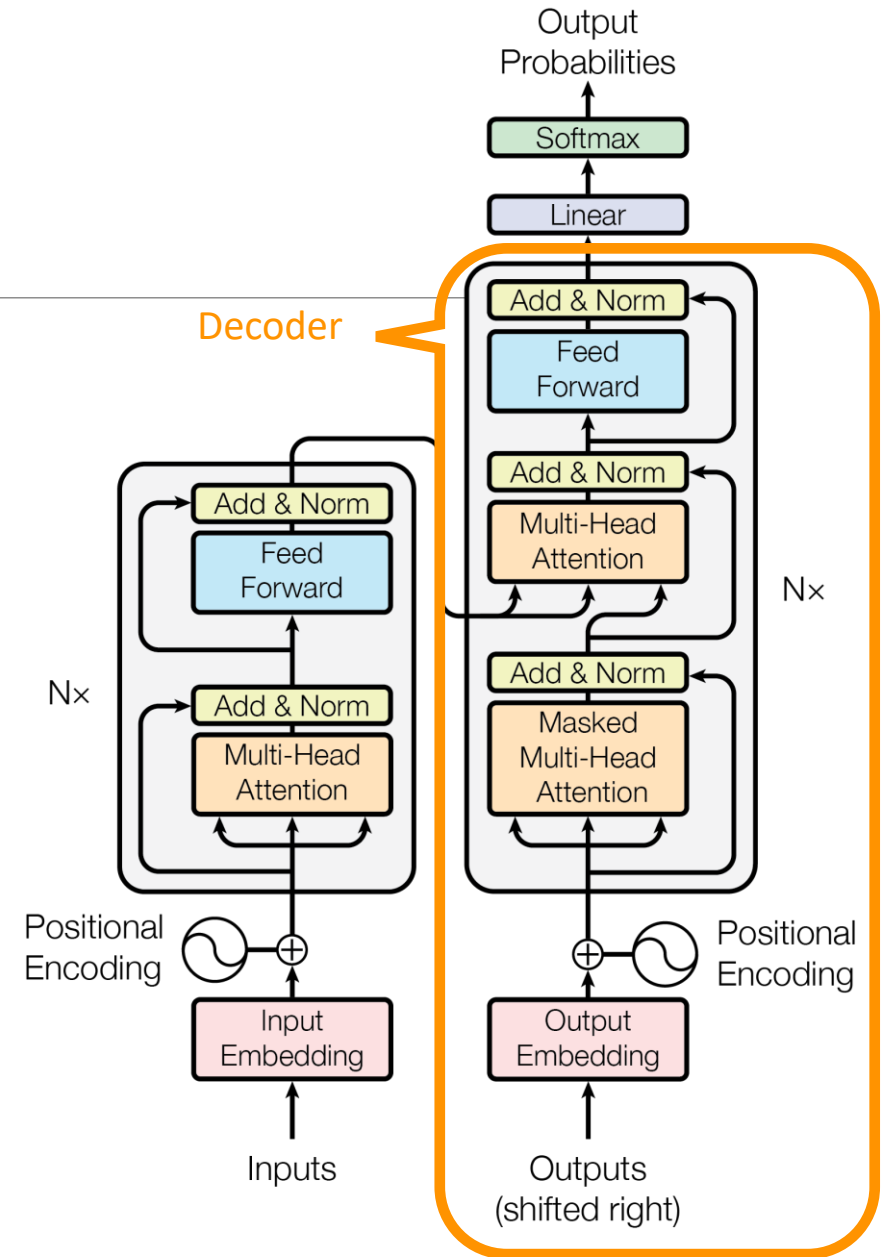 Output
Probabilities
Softmax
Linear
Decoder
Add & Norm
Feed
Forward
Add & Norm
Multi-Head
Attention
Add & Norm
Masked
Multi-Head
Attention
N×
Add & Norm
Feed
Forward
Add & Norm
Multi-Head
Attention
N×
Positional
Encoding
Input
Embedding
Inputs
Positional
Encoding
Output
Embedding
Outputs
(shifted right)